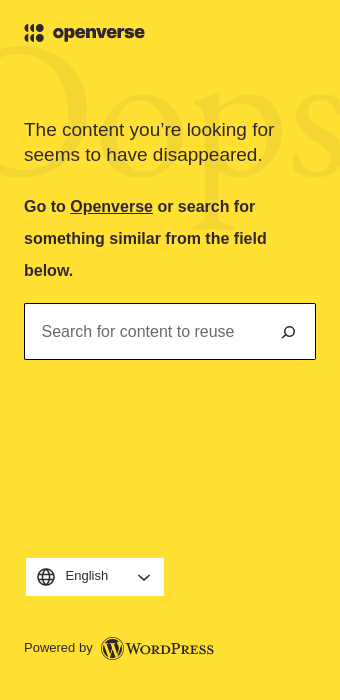 openverse
Oops
The content you’re looking for
seems to have disappeared.
Go to Openverse or search for
something similar from the field
below.
Search for content to reuse
English
Powered by WORDPRESS